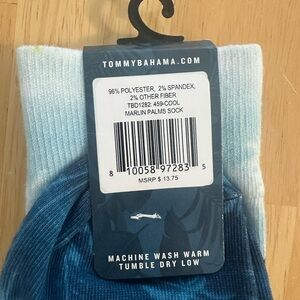 TOMMYBAHAMA.COM
96% POLYESTER, 2% SPANDEX,
2% OTHER FIBER
TBD1282: 459-COOL
MARLIN PALMS SOCK
8 10058 97283 5
MSRP $ 13.75
MACHINE WASH WARM
TUMBLE DRY LOW